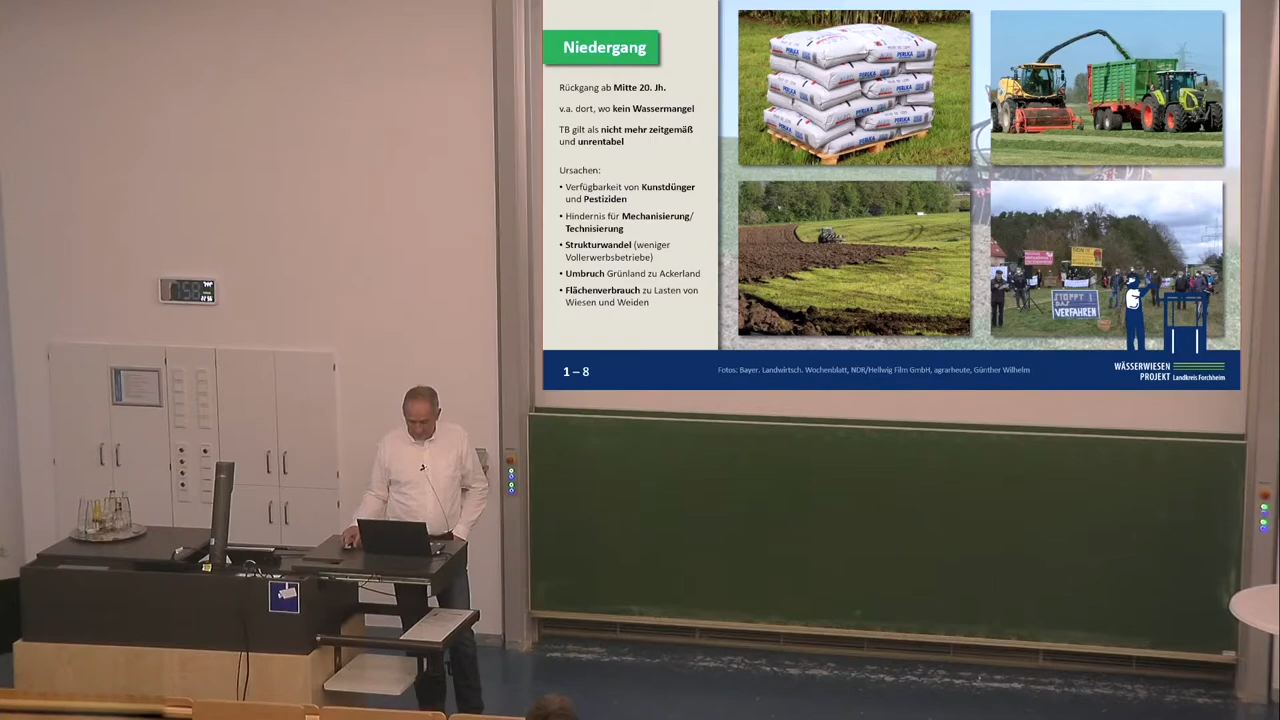 Niedergang
Rückgang ab Mitte 20. Jh.
v.a. dort, wo kein Wassermangel
TB gilt als nicht mehr zeitgemäß
und unrentabel
Ursachen:
• Verfügbarkeit von Kunstdünger
und Pestiziden
• Hindernis für Mechanisierung/
Technisierung
• Strukturwandel (weniger
Vollerwerbsbetriebe)
• Umbruch Grünland zu Ackerland
• Flächenverbrauch zu Lasten von
Wiesen und Weiden
PERLKA
STOPPT
DAS
VERFAHREN
1 – 8
Fotos: Bayer. Landwirtsch. Wochenblatt, NDR/Hellwig Film GmbH, agrarheute, Günther Wilhelm
WÄSSERWIESEN
PROJEKT Landkreis Forchheim